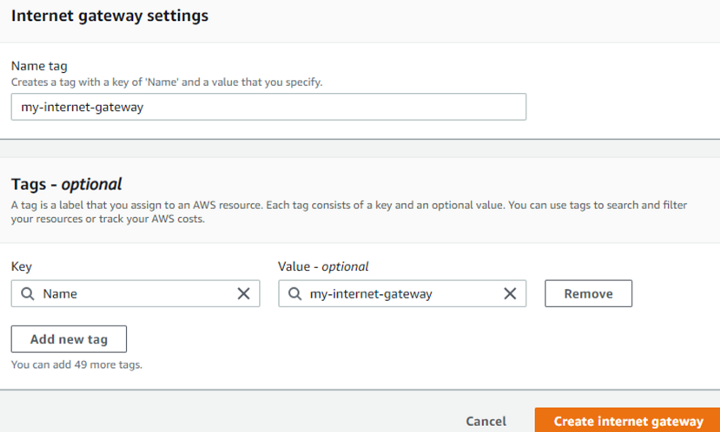 Internet gateway settings
Name tag
Creates a tag with a key of 'Name' and a value that you specify.
my-internet-gateway
Tags - optional
A tag is a label that you assign to an AWS resource. Each tag consists of a key and an optional value. You can use tags to search and filter
your resources or track your AWS costs.
Key
Value - optional
Name
my-internet-gateway
Remove
Add new tag
You can add 49 more tags.
Cancel
Create internet gateway